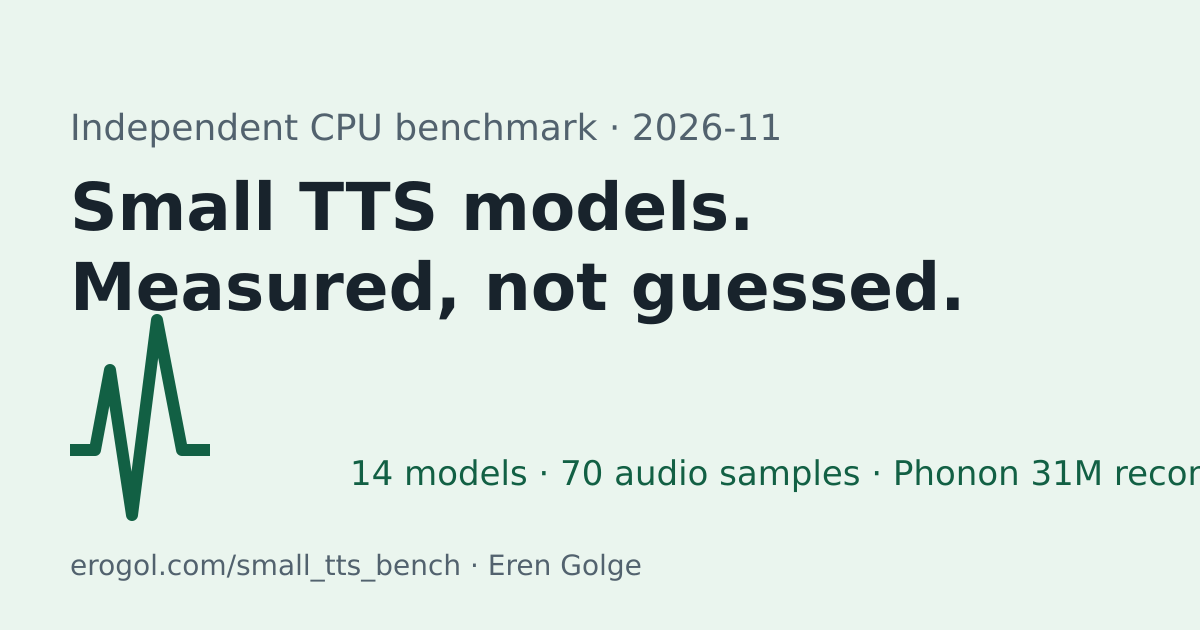 Independent CPU benchmark · 2026-11
Small TTS models.
Measured, not guessed.
14 models · 70 audio samples · Phonon 31M
erogol.com/small_tts_bench · Eren Golge